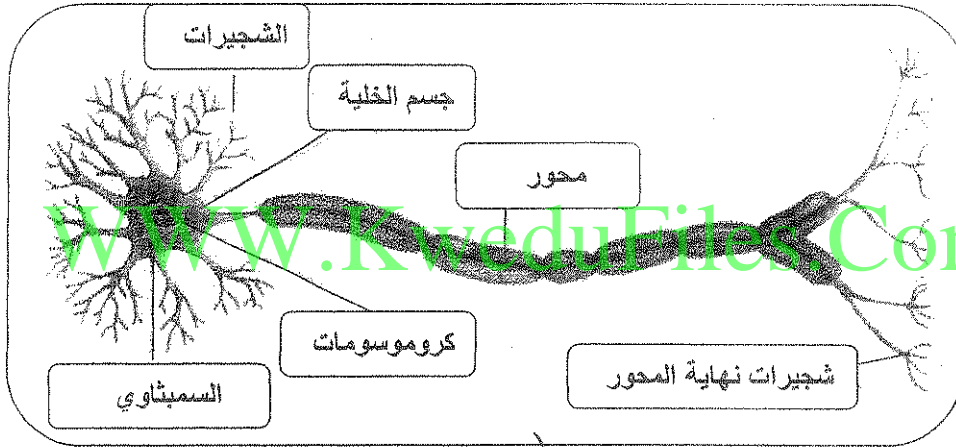 الشجيرات
جسم الخلية
محور
WWW.KweduFiles.Com
كروموسومات
شجيرات نهاية المحور
السمبثاوي